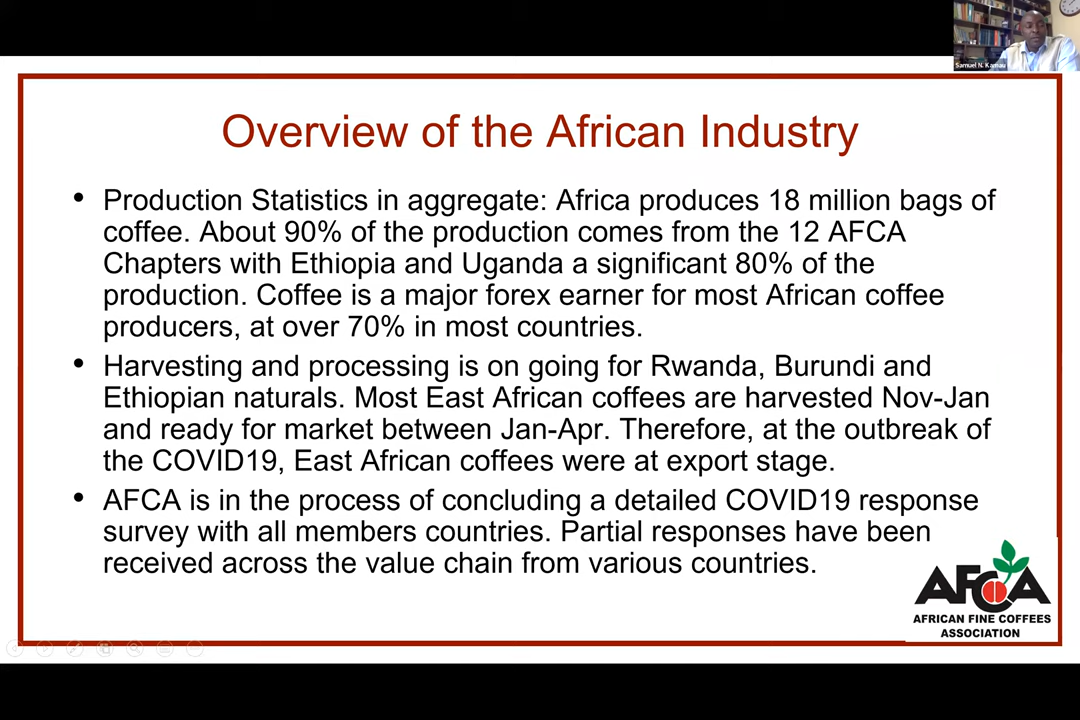 Samuel N. Kamau
Overview of the African Industry
• Production Statistics in aggregate: Africa produces 18 million bags of
coffee. About 90% of the production comes from the 12 AFCA
Chapters with Ethiopia and Uganda a significant 80% of the
production. Coffee is a major forex earner for most African coffee
producers, at over 70% in most countries.
• Harvesting and processing is on going for Rwanda, Burundi and
Ethiopian naturals. Most East African coffees are harvested Nov-Jan
and ready for market between Jan-Apr. Therefore, at the outbreak of
the COVID19, East African coffees were at export stage.
• AFCA is in the process of concluding a detailed COVID19 response
survey with all members countries. Partial responses have been
received across the value chain from various countries.
AFCA
AFRICAN FINE COFFEES
ASSOCIATION